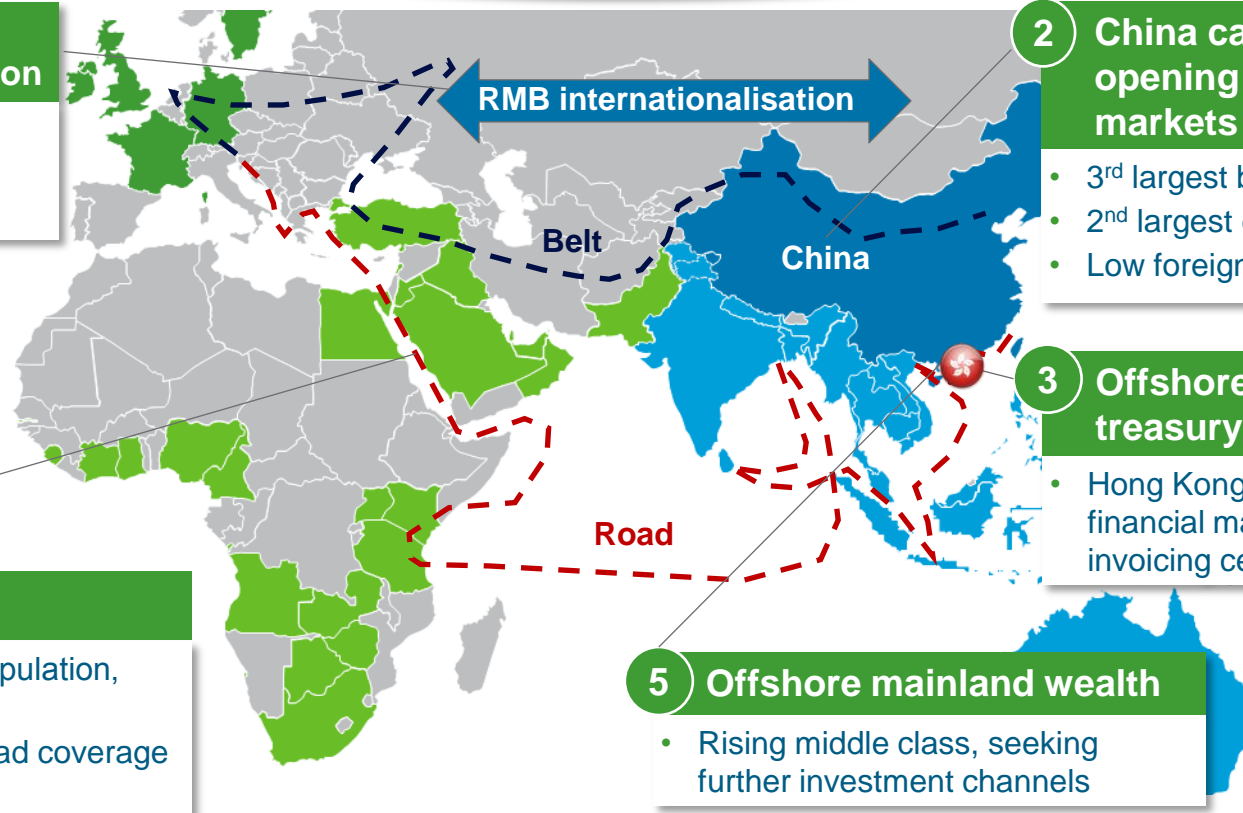 on
RMB internationalisation
Belt
China
Road
2
China ca
opening
markets
• 3rd largest b
• 2nd largest
• Low foreign
3
Offshore
treasury
• Hong Kong
financial ma
invoicing ce
pulation,
ad coverage
5
Offshore mainland wealth
• Rising middle class, seeking
further investment channels